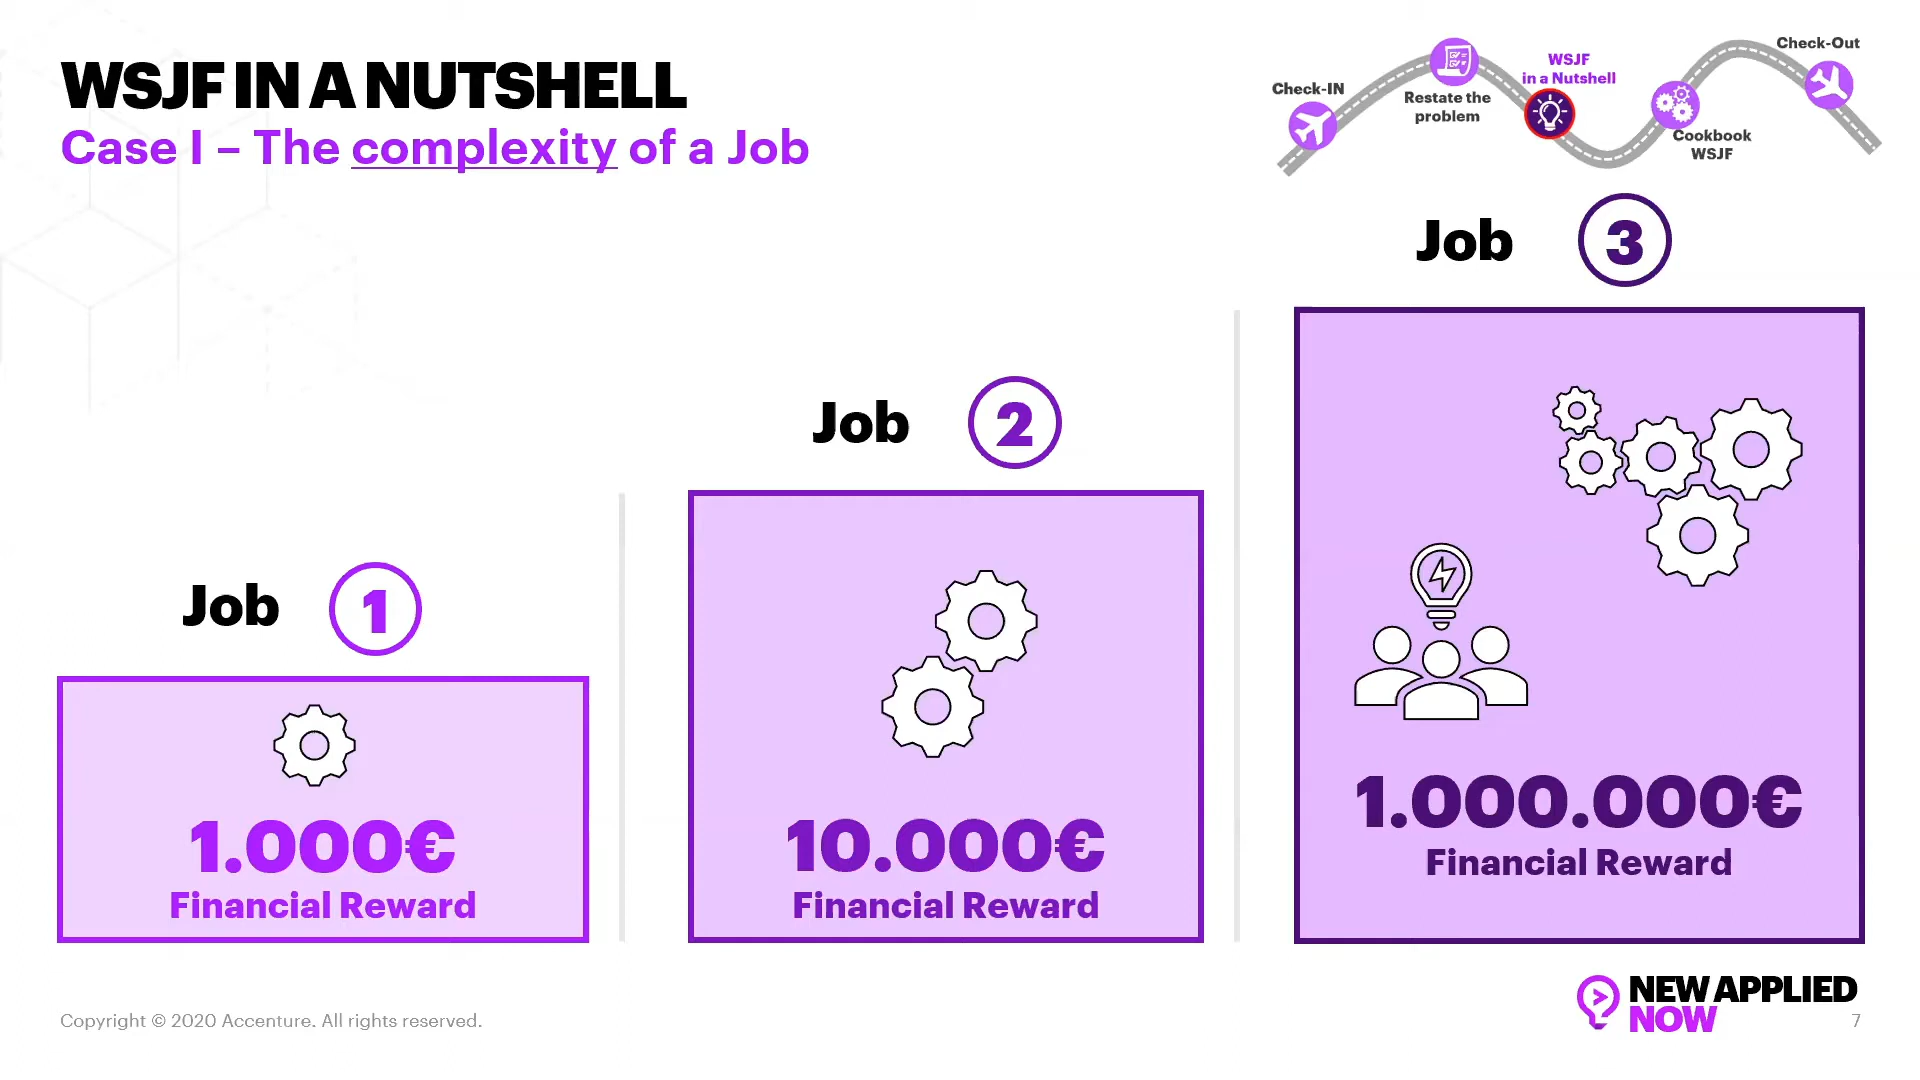 WSJF IN A NUTSHELL
Case I – The complexity of a Job
Check-IN
Restate the
problem
WSJF
in a Nutshell
Cookbook
WSJF
Check-Out
Job 1
1.000€
Financial Reward
Job 2
10.000€
Financial Reward
Job 3
1.000.000€
Financial Reward
Copyright © 2020 Accenture. All rights reserved.
NEW APPLIED
NOW
7